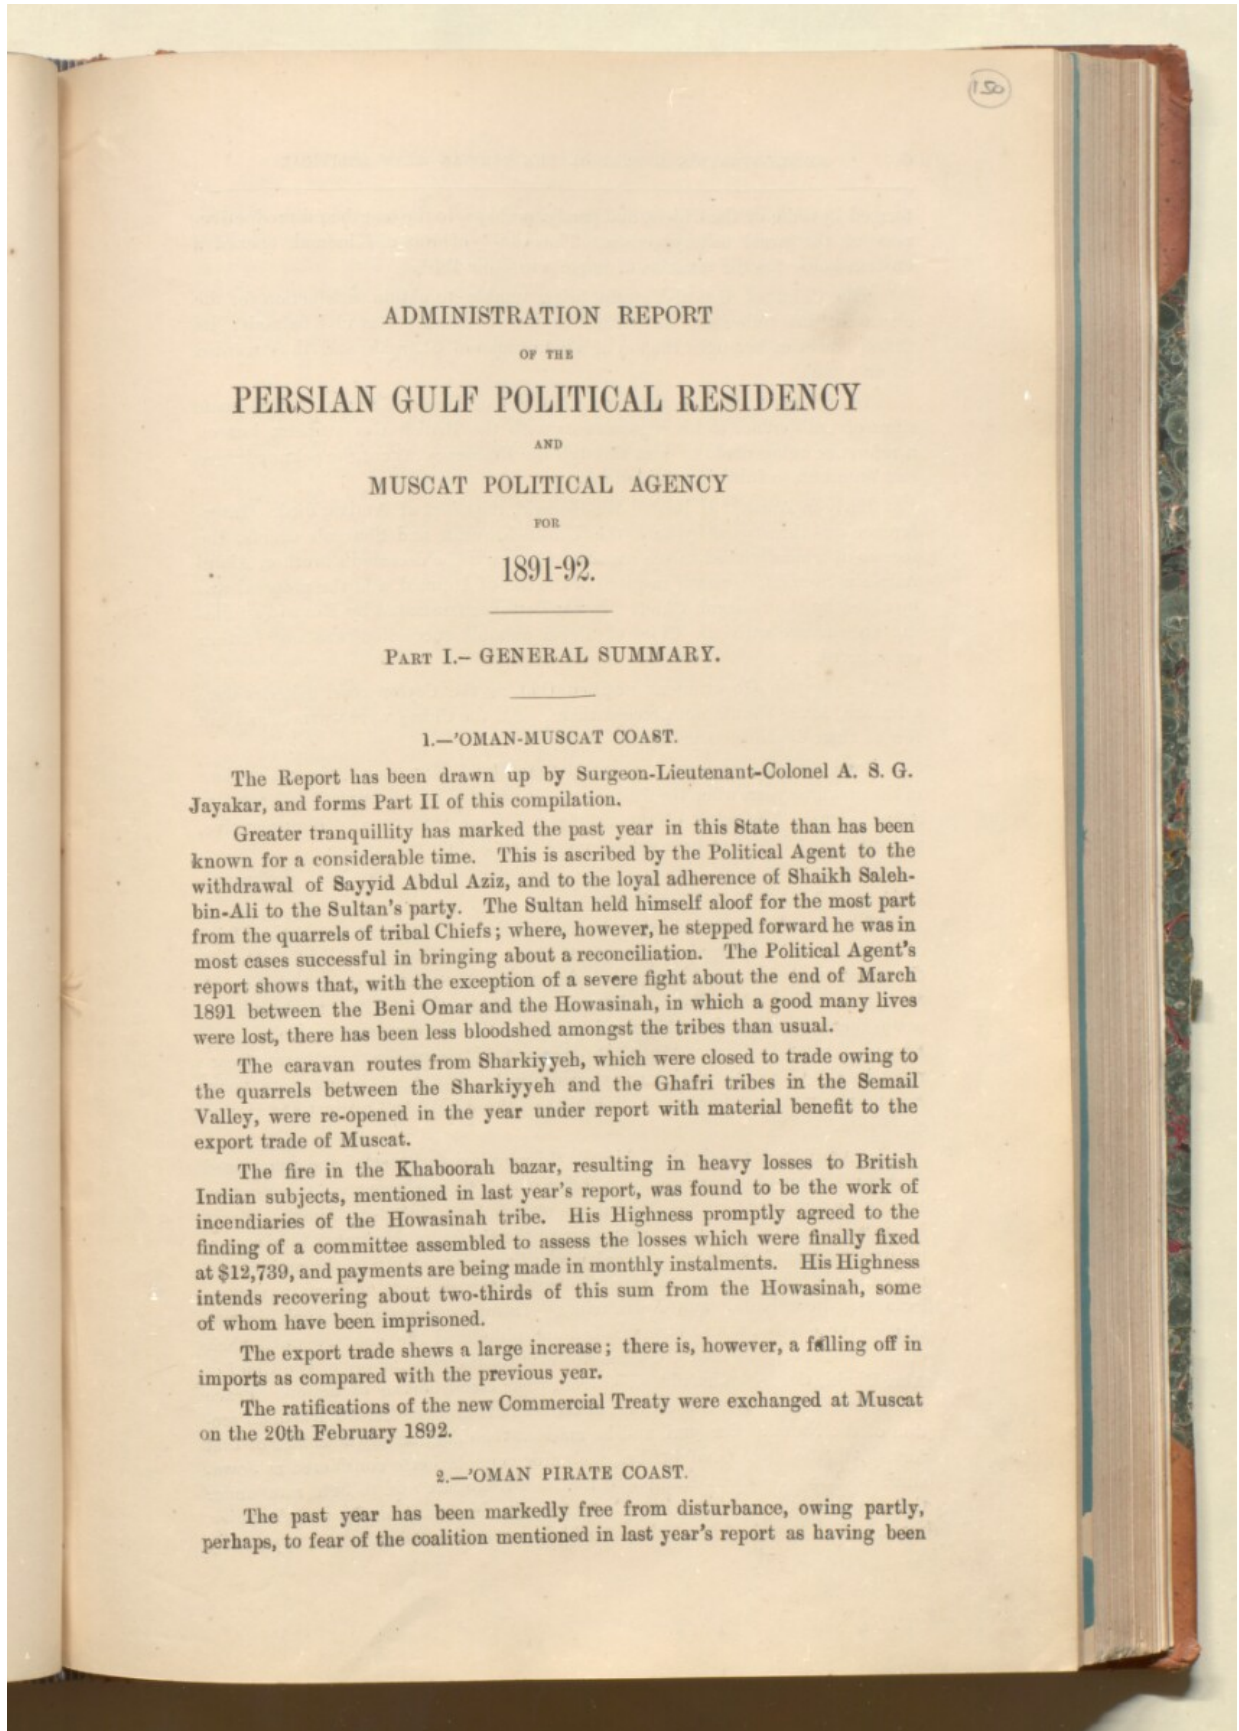 150
ADMINISTRATION REPORT
OF THE
PERSIAN GULF POLITICAL RESIDENCY
AND
MUSCAT POLITICAL AGENCY
FOR
1891-92.
PART I.— GENERAL SUMMARY.
1.—'OMAN-MUSCAT COAST.
The Report has been drawn up by Surgeon-Lieutenant-Colonel A. S. G.
Jayakar, and forms Part II of this compilation.
Greater tranquillity has marked the past year in this State than has been
known for a considerable time. This is ascribed by the Political Agent to the
withdrawal of Sayyid Abdul Aziz, and to the loyal adherence of Shaikh Saleh-
bin-Ali to the Sultan's party. The Sultan held himself aloof for the most part
from the quarrels of tribal Chiefs; where, however, he stepped forward he was in
most cases successful in bringing about a reconciliation. The Political Agent's
report shows that, with the exception of a severe fight about the end of March
1891 between the Beni Omar and the Howasinah, in which a good many lives
were lost, there has been less bloodshed amongst the tribes than usual.
The caravan routes from Sharkiyyeh, which were closed to trade owing to
the quarrels between the Sharkiyyeh and the Ghafri tribes in the Semail
Valley, were re-opened in the year under report with material benefit to the
export trade of Muscat.
The fire in the Khaboorah bazar, resulting in heavy losses to British
Indian subjects, mentioned in last year's report, was found to be the work of
incendiaries of the Howasinah tribe. His Highness promptly agreed to the
finding of a committee assembled to assess the losses which were finally fixed
at $12,739, and payments are being made in monthly instalments. His Highness
intends recovering about two-thirds of this sum from the Howasinah, some
of whom have been imprisoned.
The export trade shews a large increase; there is, however, a falling off in
imports as compared with the previous year.
The ratifications of the new Commercial Treaty were exchanged at Muscat
on the 20th February 1892.
2.—'OMAN PIRATE COAST.
The past year has been markedly free from disturbance, owing partly,
perhaps, to fear of the coalition mentioned in last year's report as having been